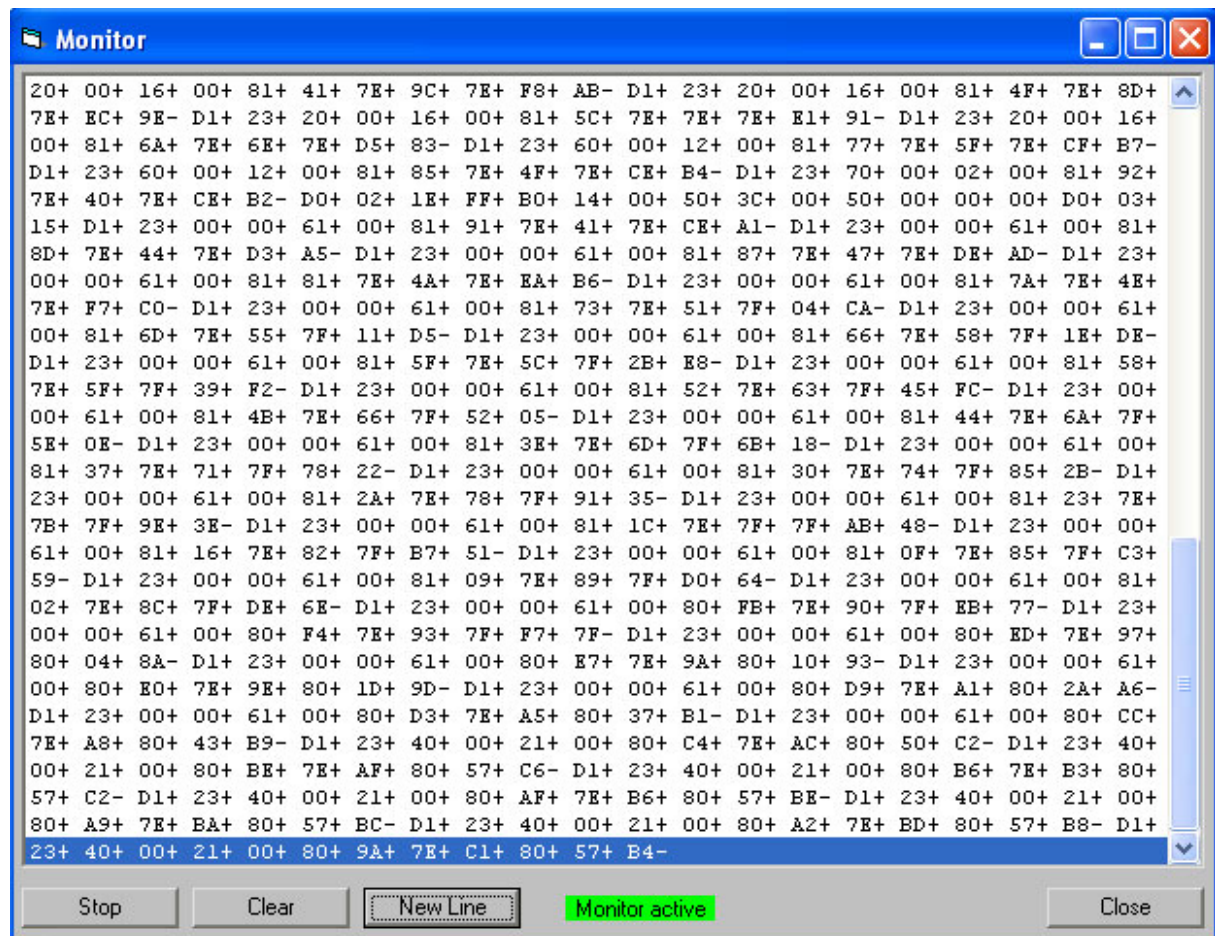 Monitor
20+ 00+ 16+ 00+ 81+ 41+ 7E+ 9C+ 7E+ F8+ AB- D1+ 23+ 20+ 00+ 16+ 00+ 81+ 4F+ 7E+ 8D+
7E+ EC+ 9E- D1+ 23+ 20+ 00+ 16+ 00+ 81+ 5C+ 7E+ 7E+ 7E+ E1+ 91- D1+ 23+ 20+ 00+ 16+
00+ 81+ 6A+ 7E+ 6E+ 7E+ D5+ 83- D1+ 23+ 60+ 00+ 12+ 00+ 81+ 77+ 7E+ 5F+ 7E+ CF+ B7-
D1+ 23+ 60+ 00+ 12+ 00+ 81+ 85+ 7E+ 4F+ 7E+ CE+ B4- D1+ 23+ 70+ 00+ 02+ 00+ 81+ 92+
7E+ 40+ 7E+ CE+ B2- D0+ 02+ 1E+ FF+ B0+ 14+ 00+ 50+ 3C+ 00+ 50+ 00+ 00+ 00+ D0+ 03+
15+ D1+ 23+ 00+ 00+ 61+ 00+ 81+ 91+ 7E+ 41+ 7E+ CE+ A1- D1+ 23+ 00+ 00+ 61+ 00+ 81+
8D+ 7E+ 44+ 7E+ D3+ A5- D1+ 23+ 00+ 00+ 61+ 00+ 81+ 87+ 7E+ 47+ 7E+ DE+ AD- D1+ 23+
00+ 00+ 61+ 00+ 81+ 81+ 7E+ 4A+ 7E+ EA+ B6- D1+ 23+ 00+ 00+ 61+ 00+ 81+ 7A+ 7E+ 4E+
7E+ F7+ C0- D1+ 23+ 00+ 00+ 61+ 00+ 81+ 73+ 7E+ 51+ 7F+ 04+ CA- D1+ 23+ 00+ 00+ 61+
00+ 81+ 6D+ 7E+ 55+ 7F+ 11+ D5- D1+ 23+ 00+ 00+ 61+ 00+ 81+ 66+ 7E+ 58+ 7F+ 1E+ DE-
D1+ 23+ 00+ 00+ 61+ 00+ 81+ 5F+ 7E+ 5C+ 7F+ 2B+ E8- D1+ 23+ 00+ 00+ 61+ 00+ 81+ 58+
7E+ 5F+ 7F+ 39+ F2- D1+ 23+ 00+ 00+ 61+ 00+ 81+ 52+ 7E+ 63+ 7F+ 45+ FC- D1+ 23+ 00+
00+ 61+ 00+ 81+ 4B+ 7E+ 66+ 7F+ 52+ 05- D1+ 23+ 00+ 00+ 61+ 00+ 81+ 44+ 7E+ 6A+ 7F+
5E+ 0E- D1+ 23+ 00+ 00+ 61+ 00+ 81+ 3E+ 7E+ 6D+ 7F+ 6B+ 18- D1+ 23+ 00+ 00+ 61+ 00+
81+ 37+ 7E+ 71+ 7F+ 78+ 22- D1+ 23+ 00+ 00+ 61+ 00+ 81+ 30+ 7E+ 74+ 7F+ 85+ 2B- D1+
23+ 00+ 00+ 61+ 00+ 81+ 2A+ 7E+ 78+ 7F+ 91+ 35- D1+ 23+ 00+ 00+ 61+ 00+ 81+ 23+ 7E+
7B+ 7F+ 9E+ 3E- D1+ 23+ 00+ 00+ 61+ 00+ 81+ 1C+ 7E+ 7F+ 7F+ AB+ 48- D1+ 23+ 00+ 00+
61+ 00+ 81+ 16+ 7E+ 82+ 7F+ B7+ 51- D1+ 23+ 00+ 00+ 61+ 00+ 81+ 0F+ 7E+ 85+ 7F+ C3+
59- D1+ 23+ 00+ 00+ 61+ 00+ 81+ 09+ 7E+ 89+ 7F+ D0+ 64- D1+ 23+ 00+ 00+ 61+ 00+ 81+
02+ 7E+ 8C+ 7F+ DE+ 6E- D1+ 23+ 00+ 00+ 61+ 00+ 80+ FB+ 7E+ 90+ 7F+ EB+ 77- D1+ 23+
00+ 00+ 61+ 00+ 80+ F4+ 7E+ 93+ 7F+ F7+ 7F- D1+ 23+ 00+ 00+ 61+ 00+ 80+ ED+ 7E+ 97+
80+ 04+ 8A- D1+ 23+ 00+ 00+ 61+ 00+ 80+ E7+ 7E+ 9A+ 80+ 10+ 93- D1+ 23+ 00+ 00+ 61+
00+ 80+ E0+ 7E+ 9E+ 80+ 1D+ 9D- D1+ 23+ 00+ 00+ 61+ 00+ 80+ D9+ 7E+ A1+ 80+ 2A+ A6-
D1+ 23+ 00+ 00+ 61+ 00+ 80+ D3+ 7E+ A5+ 80+ 37+ B1- D1+ 23+ 00+ 00+ 61+ 00+ 80+ CC+
7E+ A8+ 80+ 43+ B9- D1+ 23+ 40+ 00+ 21+ 00+ 80+ C4+ 7E+ AC+ 80+ 50+ C2- D1+ 23+ 40+
00+ 21+ 00+ 80+ BE+ 7E+ AF+ 80+ 57+ C6- D1+ 23+ 40+ 00+ 21+ 00+ 80+ B6+ 7E+ B3+ 80+
57+ C2- D1+ 23+ 40+ 00+ 21+ 00+ 80+ AF+ 7E+ B6+ 80+ 57+ BE- D1+ 23+ 40+ 00+ 21+ 00+
80+ A9+ 7E+ BA+ 80+ 57+ BC- D1+ 23+ 40+ 00+ 21+ 00+ 80+ A2+ 7E+ BD+ 80+ 57+ B8- D1+
23+ 40+ 00+ 21+ 00+ 80+ 9A+ 7E+ C1+ 80+ 57+ B4-
Stop Clear New Line Monitor active Close